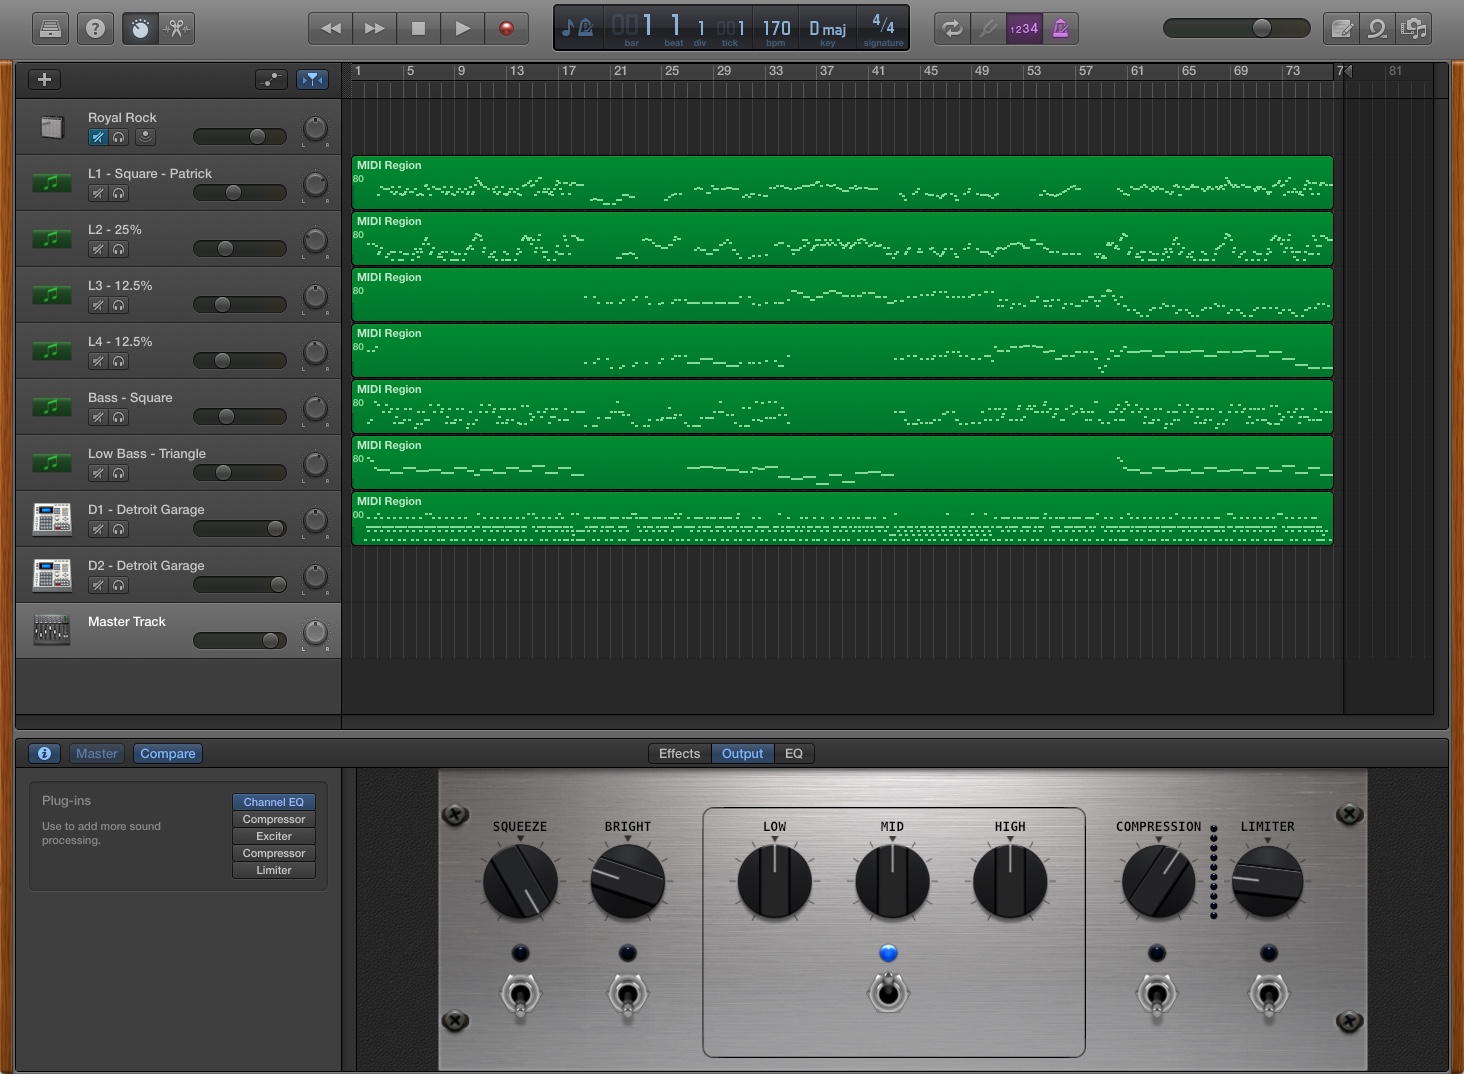 001 1 1 001 170 D maj 4/4
bar beat div tick bpm key signature
1234
1 5 9 13 17 21 25 29 33 37 41 45 49 53 57 61 65 69 73 81
Royal Rock
L R
L1 - Square - Patrick
L R
MIDI Region
80
L2 - 25%
L R
MIDI Region
80
L3 - 12.5%
L R
MIDI Region
80
L4 - 12.5%
L R
MIDI Region
80
Bass - Square
L R
MIDI Region
80
Low Bass - Triangle
L R
MIDI Region
80
D1 - Detroit Garage
L R
MIDI Region
00
D2 - Detroit Garage
L R
Master Track
L R
Master Compare Effects Output EQ
Plug-ins
Use to add more sound
processing.
Channel EQ
Compressor
Exciter
Compressor
Limiter
SQUEEZE BRIGHT LOW MID HIGH COMPRESSION LIMITER